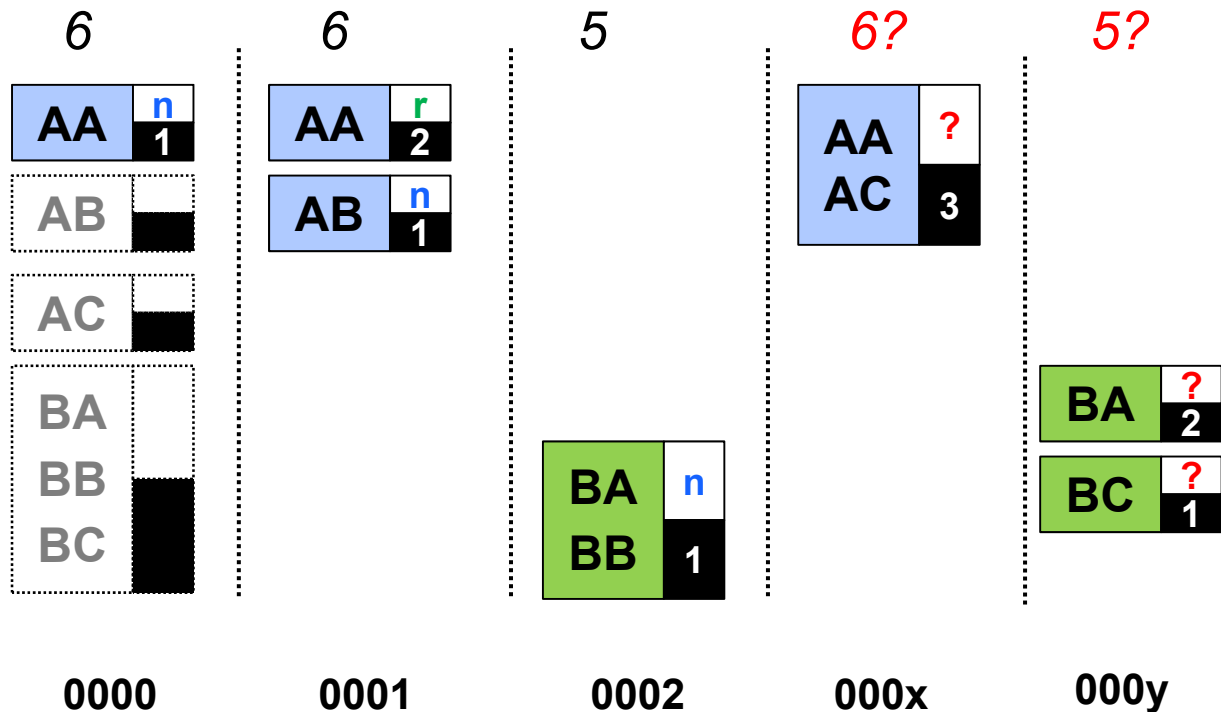 6 6 5 6? 5?
AA n 1
AB
AC
BA
BB
BC
AA r 2
AB n 1
BA n
BB 1
AA ?
AC 3
BA ? 2
BC ? 1
0000 0001 0002 000x 000y